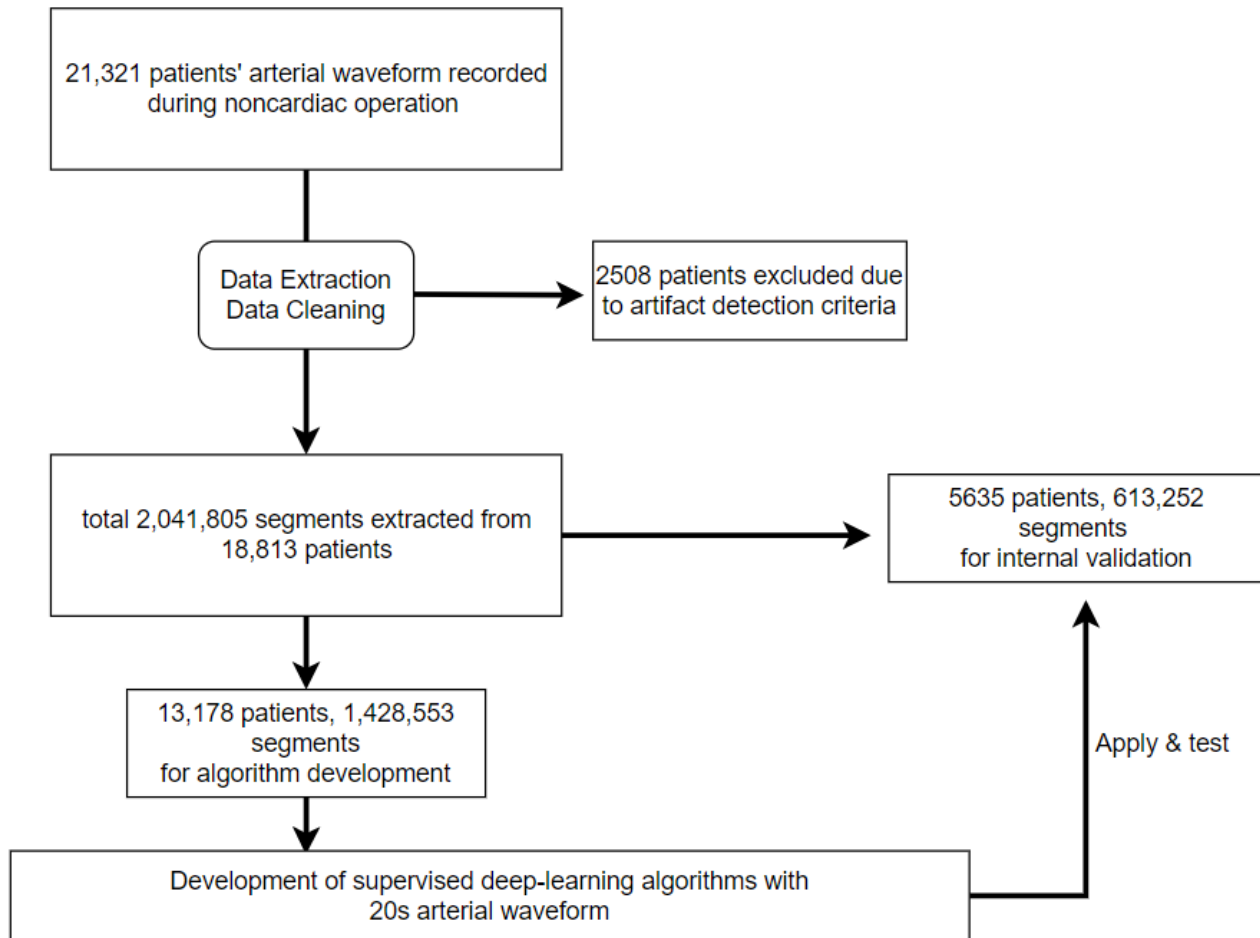 21,321 patients' arterial waveform recorded
during noncardiac operation
Data Extraction
Data Cleaning
2508 patients excluded due
to artifact detection criteria
total 2,041,805 segments extracted from
18,813 patients
5635 patients, 613,252
segments
for internal validation
13,178 patients, 1,428,553
segments
for algorithm development
Apply & test
Development of supervised deep-learning algorithms with
20s arterial waveform